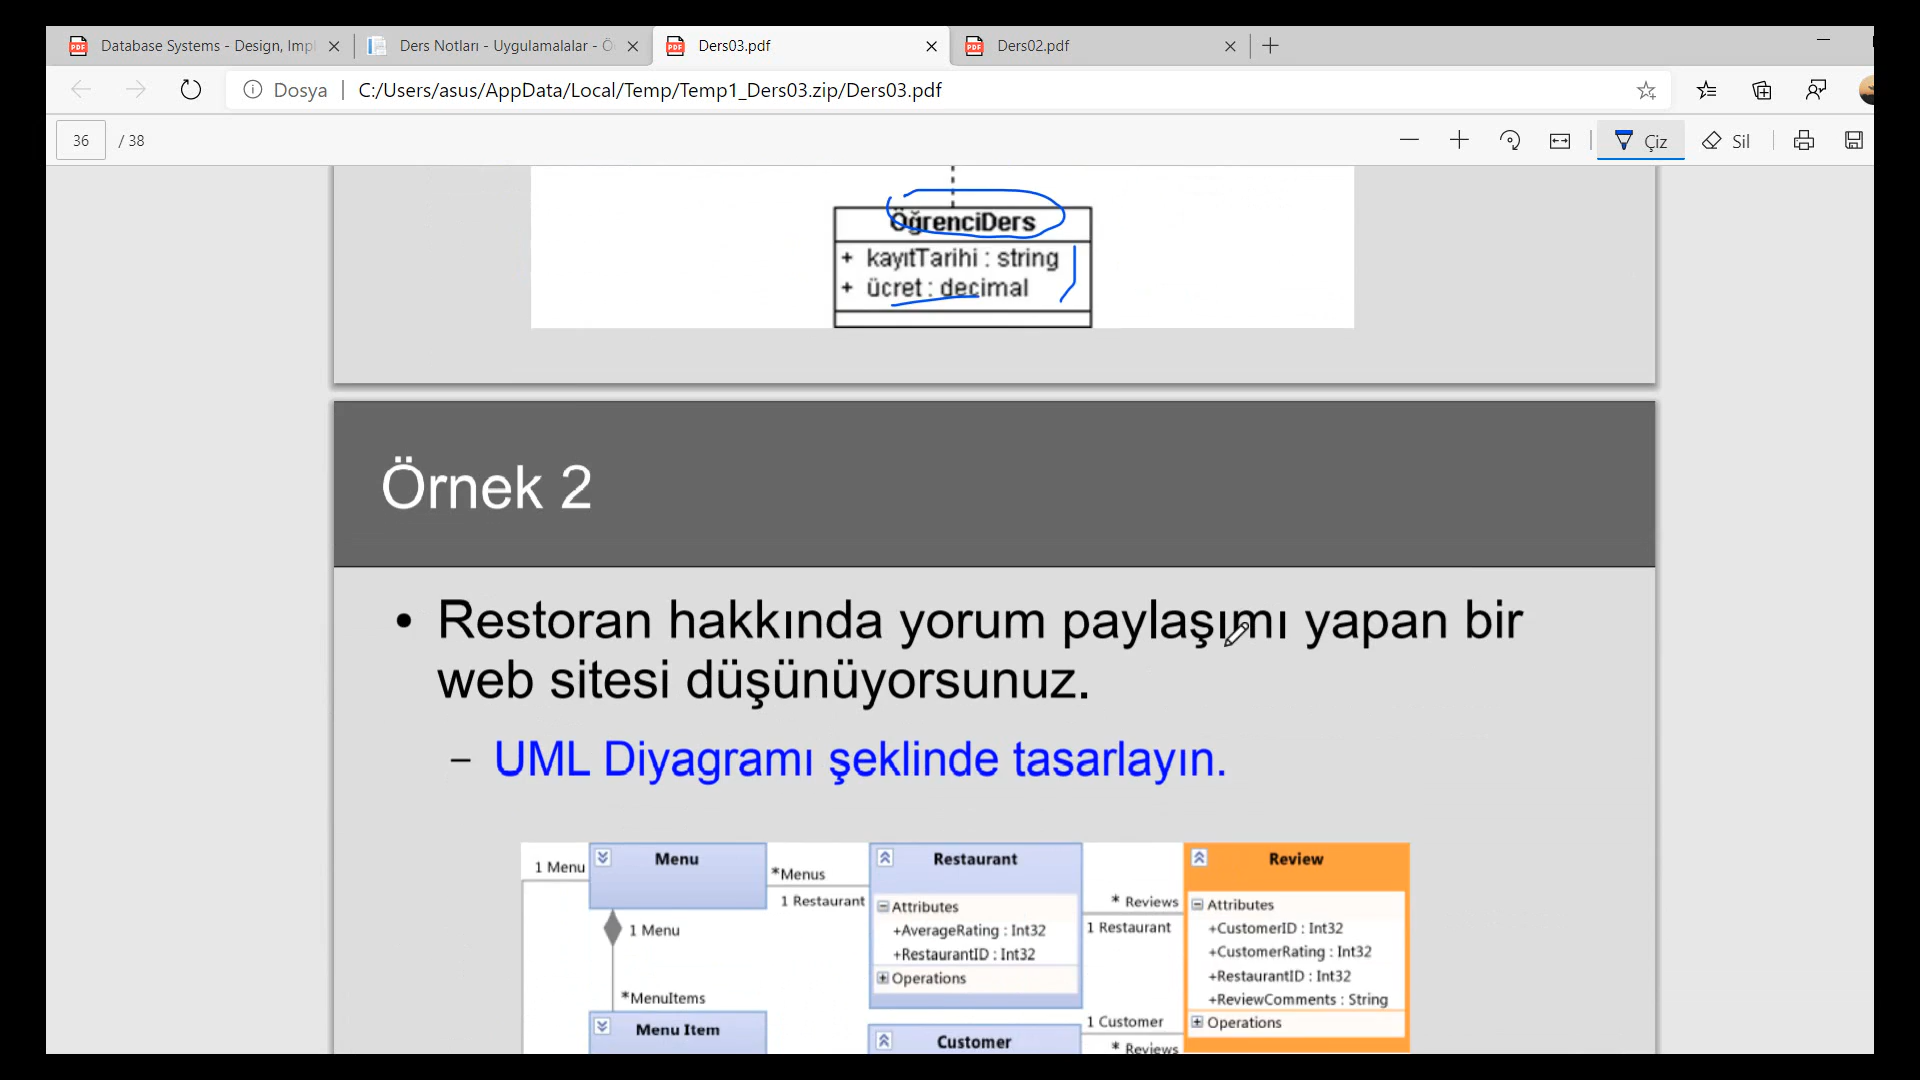 Database Systems - Design, Impl
Ders Notları - Uygulamalalar - Ö
Ders03.pdf
Ders02.pdf
Dosya
C:/Users/asus/AppData/Local/Temp/Temp1_Ders03.zip/Ders03.pdf
36 / 38
Çiz
Sil
ÖğrenciDers
+ kayıtTarihi : string
+ ücret : decimal
Örnek 2
• Restoran hakkında yorum paylaşımı yapan bir
web sitesi düşünüyorsunuz.
– UML Diyagramı şeklinde tasarlayın.
1 Menu
Menu
*Menus
1 Restaurant
1 Menu
*MenuItems
Menu Item
Restaurant
Attributes
+AverageRating : Int32
+RestaurantID : Int32
Operations
* Reviews
1 Restaurant
Customer
1 Customer
* Reviews
Review
Attributes
+CustomerID : Int32
+CustomerRating : Int32
+RestaurantID : Int32
+ReviewComments : String
Operations